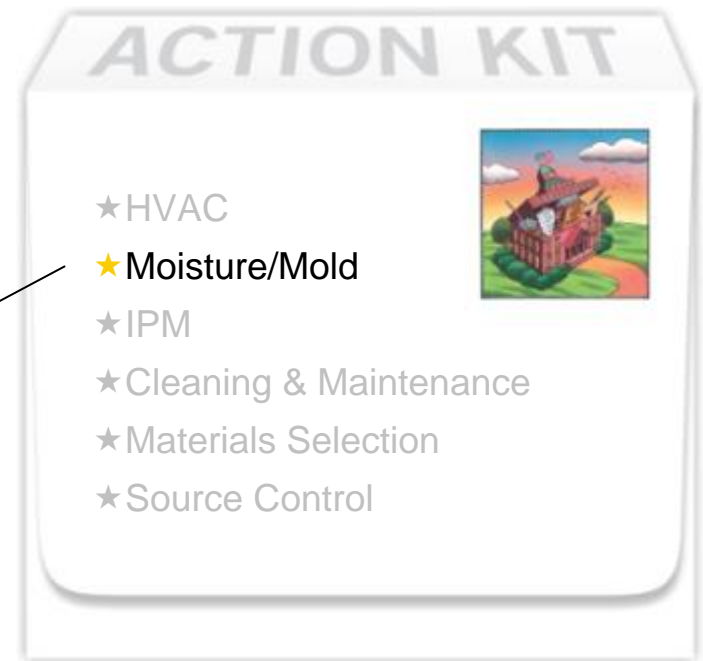 ACTION KIT
★HVAC
★Moisture/Mold
★IPM
★Cleaning & Maintenance
★Materials Selection
★Source Control